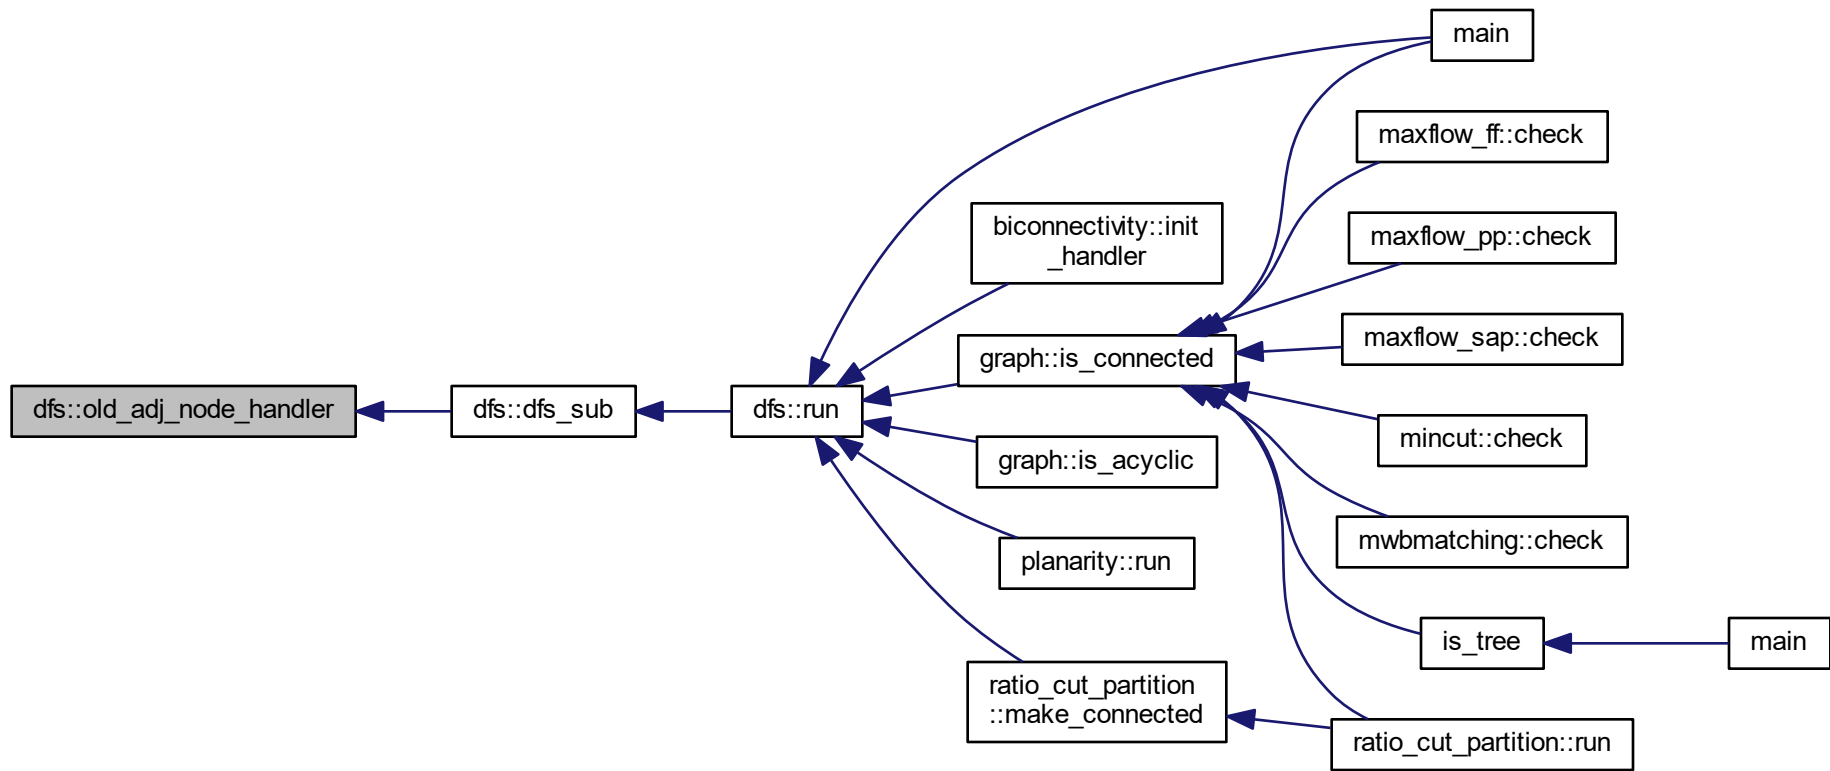 main
maxflow_ff::check
biconnectivity::init
_handler
maxflow_pp::check
maxflow_sap::check
graph::is_connected
dfs::old_adj_node_handler
dfs::dfs_sub
dfs::run
mincut::check
graph::is_acyclic
mwbmatching::check
planarity::run
is_tree
main
ratio_cut_partition
::make_connected
ratio_cut_partition::run